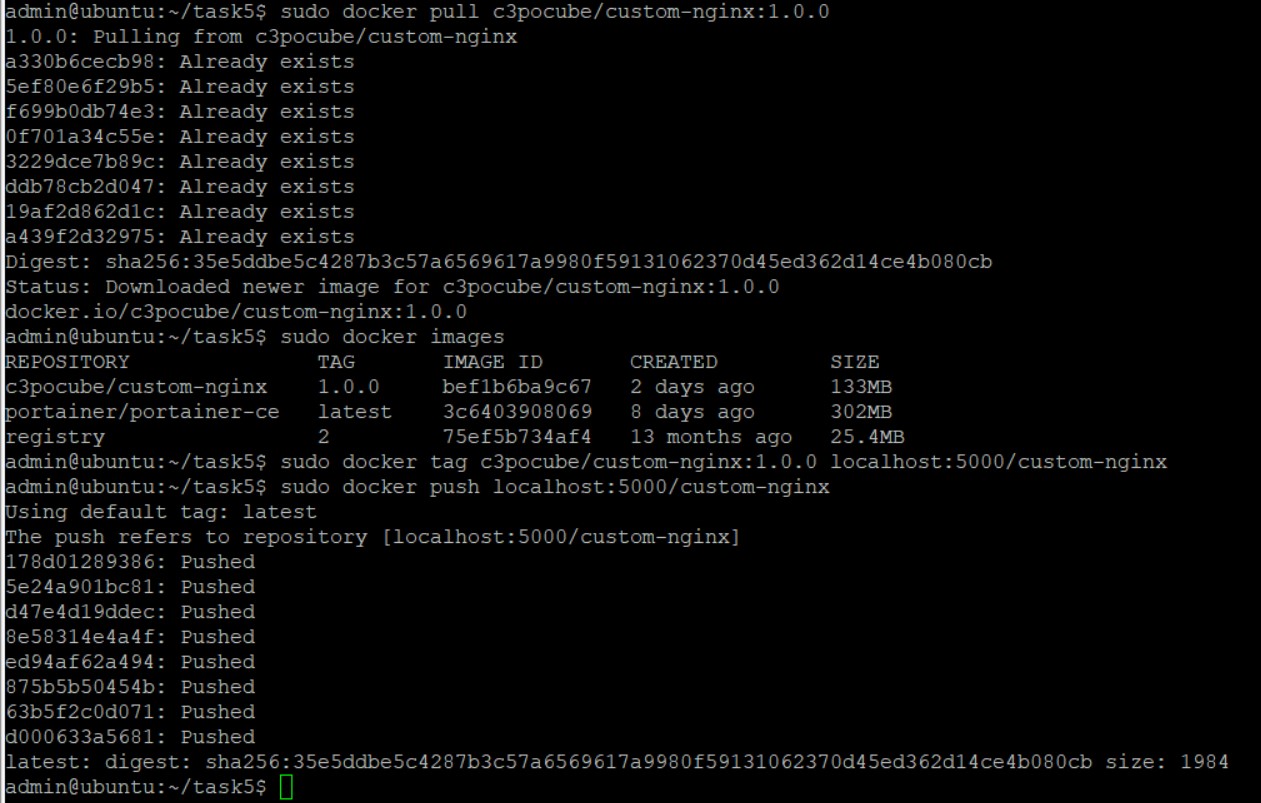 admin@ubuntu:~/task5$ sudo docker pull c3pocube/custom-nginx:1.0.0
1.0.0: Pulling from c3pocube/custom-nginx
a330b6cecb98: Already exists
5ef80e6f29b5: Already exists
f699b0db74e3: Already exists
0f701a34c55e: Already exists
3229dce7b89c: Already exists
ddb78cb2d047: Already exists
19af2d862d1c: Already exists
a439f2d32975: Already exists
Digest: sha256:35e5ddbe5c4287b3c57a6569617a9980f59131062370d45ed362d14ce4b080cb
Status: Downloaded newer image for c3pocube/custom-nginx:1.0.0
docker.io/c3pocube/custom-nginx:1.0.0
admin@ubuntu:~/task5$ sudo docker images
REPOSITORY               TAG       IMAGE ID       CREATED         SIZE
c3pocube/custom-nginx    1.0.0     bef1b6ba9c67   2 days ago      133MB
portainer/portainer-ce   latest    3c6403908069   8 days ago      302MB
registry                 2         75ef5b734af4   13 months ago   25.4MB
admin@ubuntu:~/task5$ sudo docker tag c3pocube/custom-nginx:1.0.0 localhost:5000/custom-nginx
admin@ubuntu:~/task5$ sudo docker push localhost:5000/custom-nginx
Using default tag: latest
The push refers to repository [localhost:5000/custom-nginx]
178d01289386: Pushed
5e24a901bc81: Pushed
d47e4d19ddec: Pushed
8e58314e4a4f: Pushed
ed94af62a494: Pushed
875b5b50454b: Pushed
63b5f2c0d071: Pushed
d000633a5681: Pushed
latest: digest: sha256:35e5ddbe5c4287b3c57a6569617a9980f59131062370d45ed362d14ce4b080cb size: 1984
admin@ubuntu:~/task5$